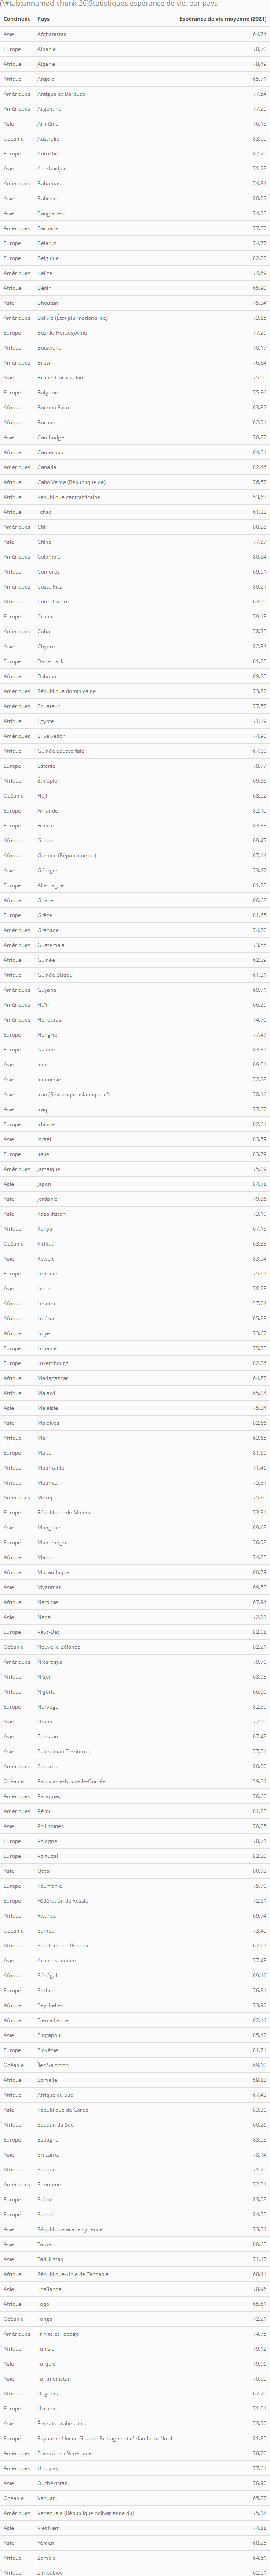 (\#tab:unnamed-chunk-26)Statistiques espérance de vie, par pays
Continent Pays Espérance de vie moyenne (2021)
Asie Afghanistan 64,74
Europe Albanie 78,70
Afrique Algérie 78,49
Afrique Angola 65,71
Amériques Antigua-et-Barbuda 77,54
Amériques Argentine 77,25
Asie Arménie 76,18
Océanie Australie 83,00
Europe Autriche 82,25
Asie Azerbaïdjan 71,28
Amériques Bahamas 74,34
Asie Bahreïn 80,02
Asie Bangladesh 74,23
Amériques Barbade 77,57
Europe Bélarus 74,77
Europe Belgique 82,02
Amériques Belize 74,69
Afrique Bénin 65,90
Asie Bhoutan 75,34
Amériques Bolivie (État plurinational de) 73,85
Europe Bosnie-Herzégovine 77,29
Afrique Botswana 70,17
Amériques Brésil 76,34
Asie Brunei Darussalam 75,90
Europe Bulgarie 75,36
Afrique Burkina Faso 63,32
Afrique Burundi 62,91
Asie Cambodge 70,87
Afrique Cameroun 64,51
Amériques Canada 82,46
Afrique Cabo Verde (République de) 76,57
Afrique République centrafricaine 53,63
Afrique Tchad 61,22
Amériques Chili 80,28
Asie Chine 77,87
Amériques Colombie 80,84
Afrique Comores 69,51
Amériques Costa Rica 80,21
Afrique Côte D'Ivoire 63,99
Europe Croatie 79,13
Amériques Cuba 78,75
Asie Chypre 82,34
Europe Danemark 81,25
Afrique Djibouti 69,25
Amériques République dominicaine 73,82
Amériques Équateur 77,57
Afrique Égypte 71,29
Amériques El Salvador 74,90
Afrique Guinée équatoriale 67,00
Europe Estonie 78,77
Afrique Éthiopie 69,88
Océanie Fidji 68,52
Europe Finlande 82,10
Europe France 83,33
Afrique Gabon 69,47
Afrique Gambie (République de) 67,14
Asie Géorgie 73,47
Europe Allemagne 81,23
Afrique Ghana 66,68
Europe Grèce 81,65
Amériques Grenade 74,20
Amériques Guatemala 73,55
Afrique Guinée 62,29
Afrique Guinée Bissau 61,31
Amériques Guyana 69,71
Amériques Haïti 66,29
Amériques Honduras 74,70
Europe Hongrie 77,47
Europe Islande 83,31
Asie Inde 69,91
Asie Indonésie 72,28
Asie Iran (République islamique d') 78,16
Asie Iraq 77,37
Europe Irlande 82,61
Asie Israël 83,59
Europe Italie 83,79
Amériques Jamaïque 75,09
Asie Japon 84,78
Asie Jordanie 79,86
Asie Kazakhstan 73,19
Afrique Kenya 67,18
Océanie Kiribati 63,33
Asie Koweït 83,54
Europe Lettonie 75,67
Asie Liban 78,23
Afrique Lesotho 57,04
Afrique Libéria 65,83
Afrique Libye 73,67
Europe Lituanie 75,75
Europe Luxembourg 82,26
Afrique Madagascar 64,87
Afrique Malawi 65,04
Asie Malaisie 75,34
Asie Maldives 82,66
Afrique Mali 63,65
Europe Malte 81,60
Afrique Mauritanie 71,46
Afrique Maurice 75,31
Amériques Mexique 75,80
Europe République de Moldova 73,31
Asie Mongolie 69,68
Europe Monténégro 76,98
Afrique Maroc 74,85
Afrique Mozambique 60,79
Asie Myanmar 69,53
Afrique Namibie 67,94
Asie Népal 72,11
Europe Pays-Bas 82,08
Océanie Nouvelle-Zélande 82,21
Amériques Nicaragua 79,70
Afrique Niger 63,93
Afrique Nigéria 66,00
Europe Norvège 82,89
Asie Oman 77,99
Asie Pakistan 67,48
Asie Palestinian Territories 77,51
Amériques Panama 80,00
Océanie Papouasie-Nouvelle-Guinée 59,34
Amériques Paraguay 76,60
Amériques Pérou 81,23
Asie Philippines 70,25
Europe Pologne 78,71
Europe Portugal 82,20
Asie Qatar 80,73
Europe Roumanie 75,70
Europe Fédération de Russie 72,81
Afrique Rwanda 69,74
Océanie Samoa 73,40
Afrique Sao Tomé-et-Principe 67,67
Asie Arabie saoudite 77,43
Afrique Sénégal 69,16
Europe Serbie 76,31
Afrique Seychelles 73,92
Afrique Sierra Leone 62,14
Asie Singapour 85,42
Europe Slovénie 81,71
Océanie Îles Salomon 69,10
Afrique Somalie 59,83
Afrique Afrique du Sud 67,43
Asie République de Corée 83,30
Afrique Soudan du Sud 60,26
Europe Espagne 83,58
Asie Sri Lanka 78,14
Afrique Soudan 71,25
Amériques Suriname 72,51
Europe Suède 83,08
Europe Suisse 84,55
Asie République arabe syrienne 73,34
Asie Taiwan 80,63
Asie Tadjikistan 71,17
Afrique République-Unie de Tanzanie 68,41
Asie Thaïlande 78,96
Afrique Togo 65,61
Océanie Tonga 72,21
Amériques Trinité-et-Tobago 74,75
Afrique Tunisie 79,12
Asie Turquie 79,96
Asie Turkménistan 70,60
Afrique Ouganda 67,29
Europe Ukraine 71,01
Asie Émirats arabes unis 73,90
Europe Royaume-Uni de Grande-Bretagne et d'Irlande du Nord 81,35
Amériques États-Unis d'Amérique 78,70
Amériques Uruguay 77,61
Asie Ouzbékistan 70,90
Océanie Vanuatu 65,27
Amériques Venezuela (République bolivarienne du) 75,18
Asie Viet Nam 74,88
Asie Yémen 68,25
Afrique Zambie 64,61
Afrique Zimbabwe 62,51